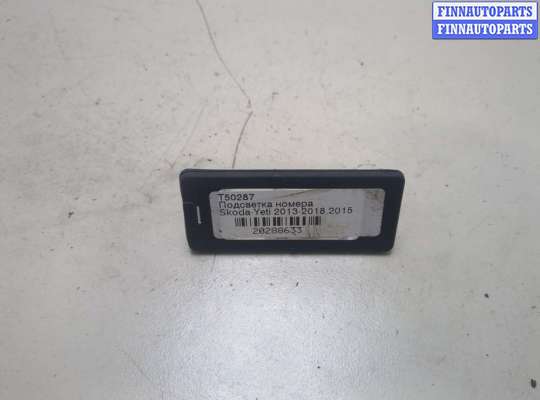 FINNAUTOPARTS
FINNAUTOPARTS
T50287
Подсветка номера
Skoda Yeti 2013-2018 2015
20288633